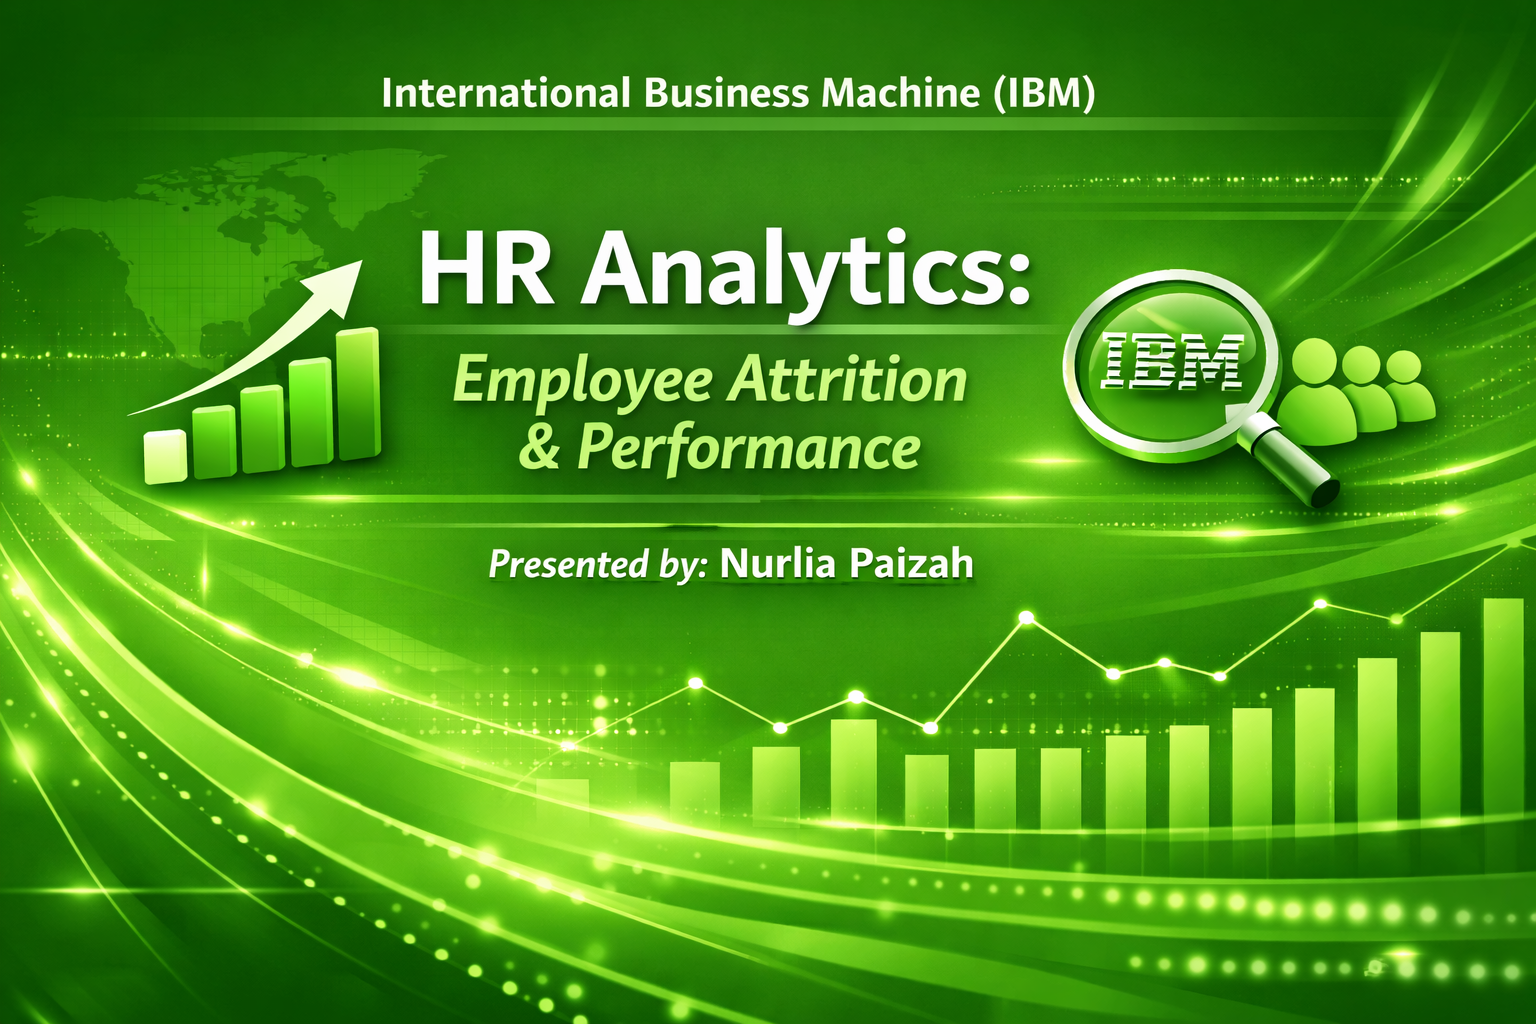 International Business Machine (IBM)
HR Analytics:
Employee Attrition
& Performance
IBM
Presented by: Nurlia Paizah